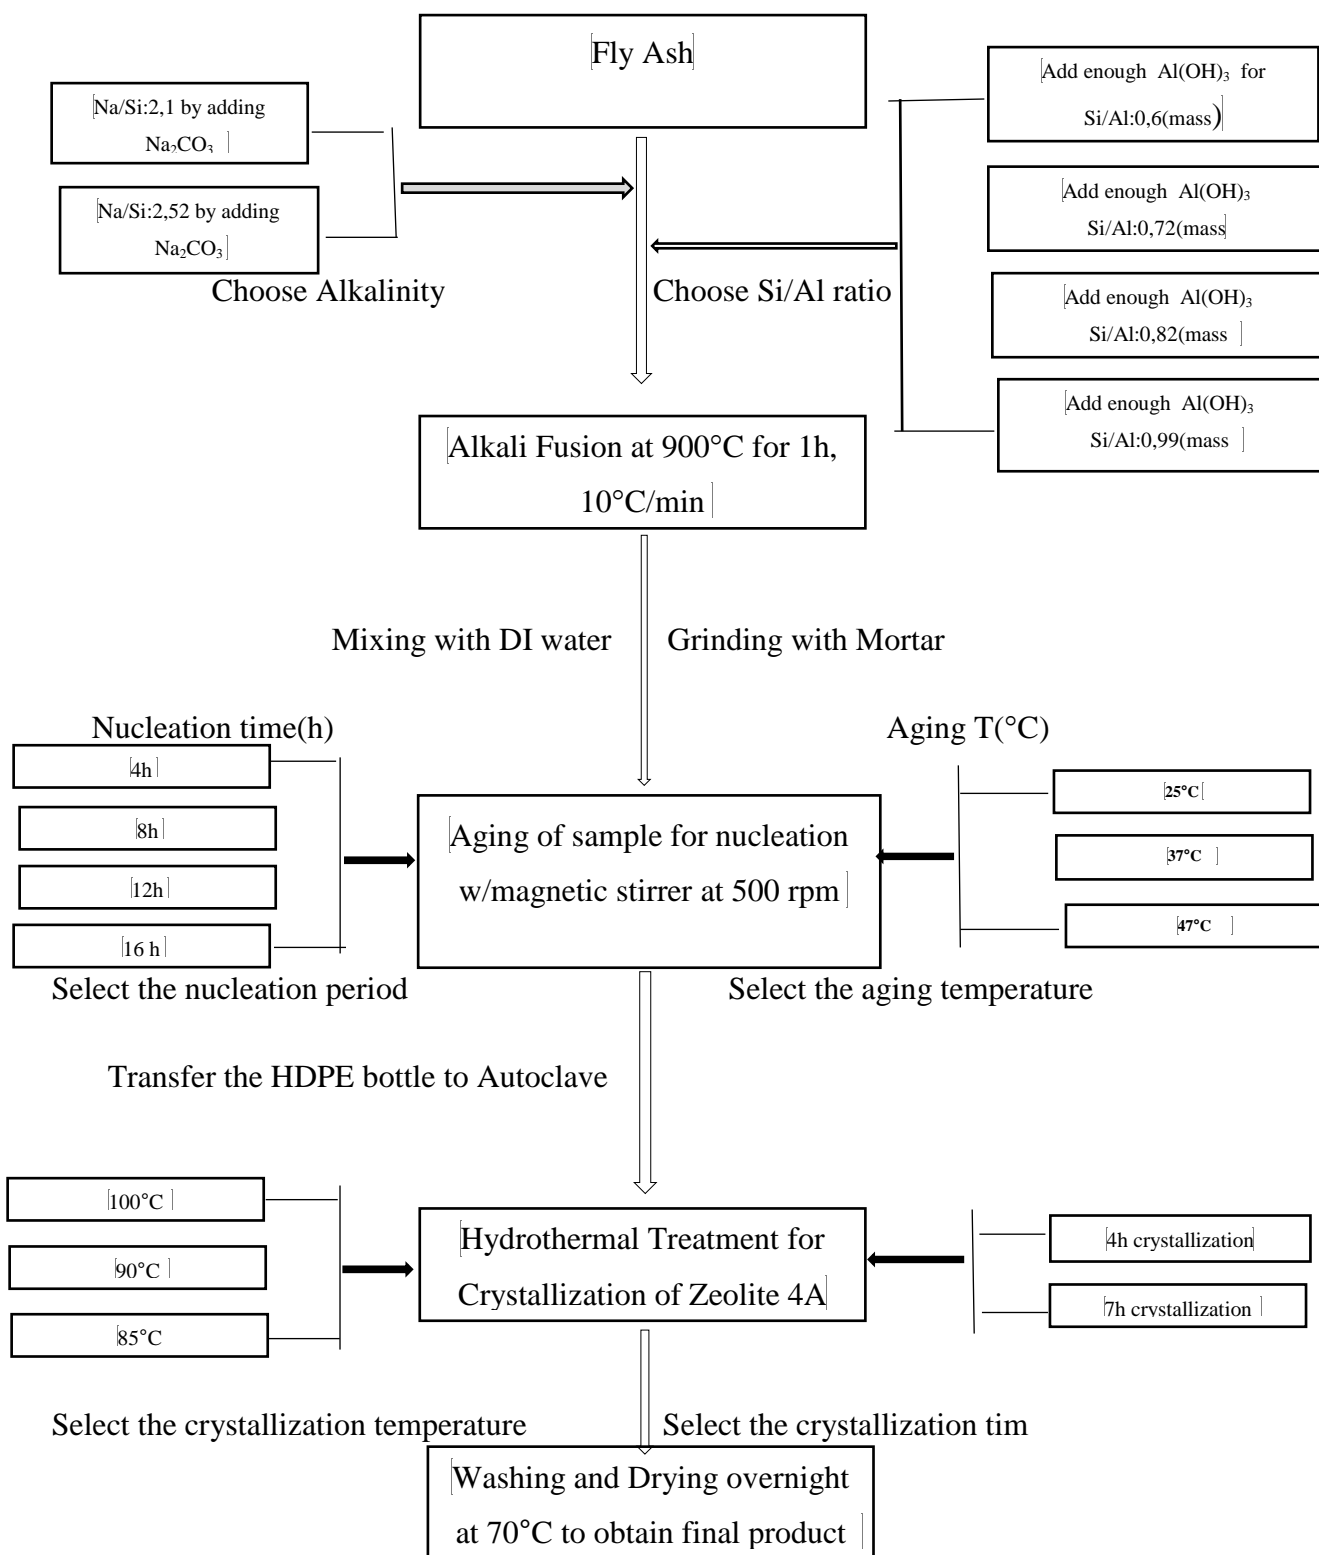 Fly Ash
Na/Si:2,1 by adding
Na₂CO₃
Na/Si:2,52 by adding
Na₂CO₃
Choose Alkalinity
Add enough Al(OH)₃ for
Si/Al:0,6(mass)
Add enough Al(OH)₃
Si/Al:0,72(mass
Add enough Al(OH)₃
Si/Al:0,82(mass
Add enough Al(OH)₃
Si/Al:0,99(mass
Choose Si/Al ratio
Alkali Fusion at 900°C for 1h,
10°C/min
Mixing with DI water
Grinding with Mortar
Nucleation time(h)
4h
8h
12h
16 h
Select the nucleation period
Aging T(°C)
25°C
37°C
47°C
Select the aging temperature
Aging of sample for nucleation
w/magnetic stirrer at 500 rpm
Transfer the HDPE bottle to Autoclave
100°C
90°C
85°C
Select the crystallization temperature
Hydrothermal Treatment for
Crystallization of Zeolite 4A
4h crystallization
7h crystallization
Select the crystallization tim
Washing and Drying overnight
at 70°C to obtain final product